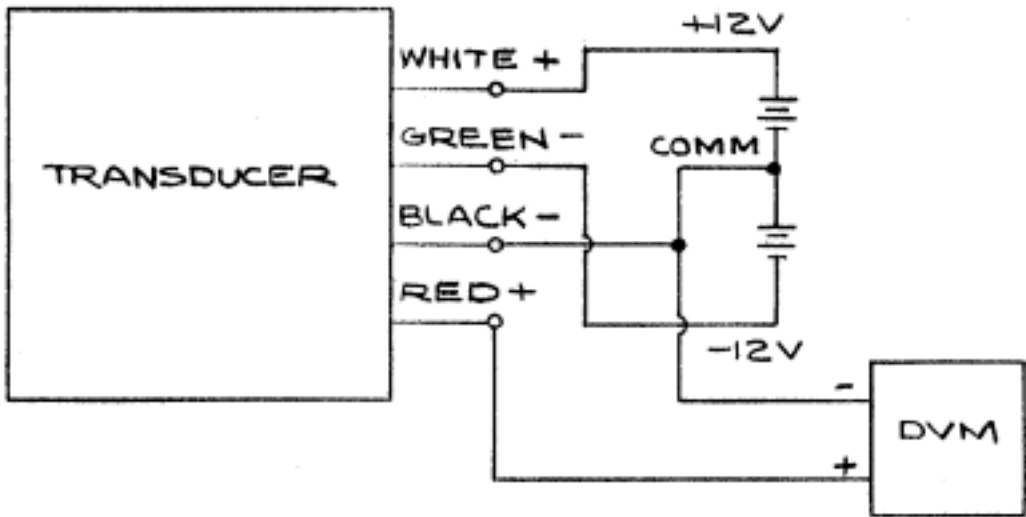 +12V
WHITE +
GREEN -
COMM
TRANSDUCER
BLACK -
RED +
-12V
-
DVM
+